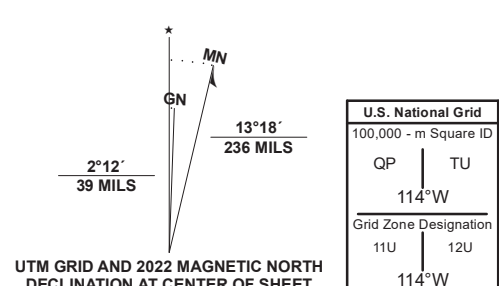 ★
MN
GN
13°18´
236 MILS
2°12´
39 MILS
UTM GRID AND 2022 MAGNETIC NORTH
DECLINATION AT CENTER OF SHEET
U.S. National Grid
100,000 - m Square ID
QP TU
114°W
Grid Zone Designation
11U 12U
114°W